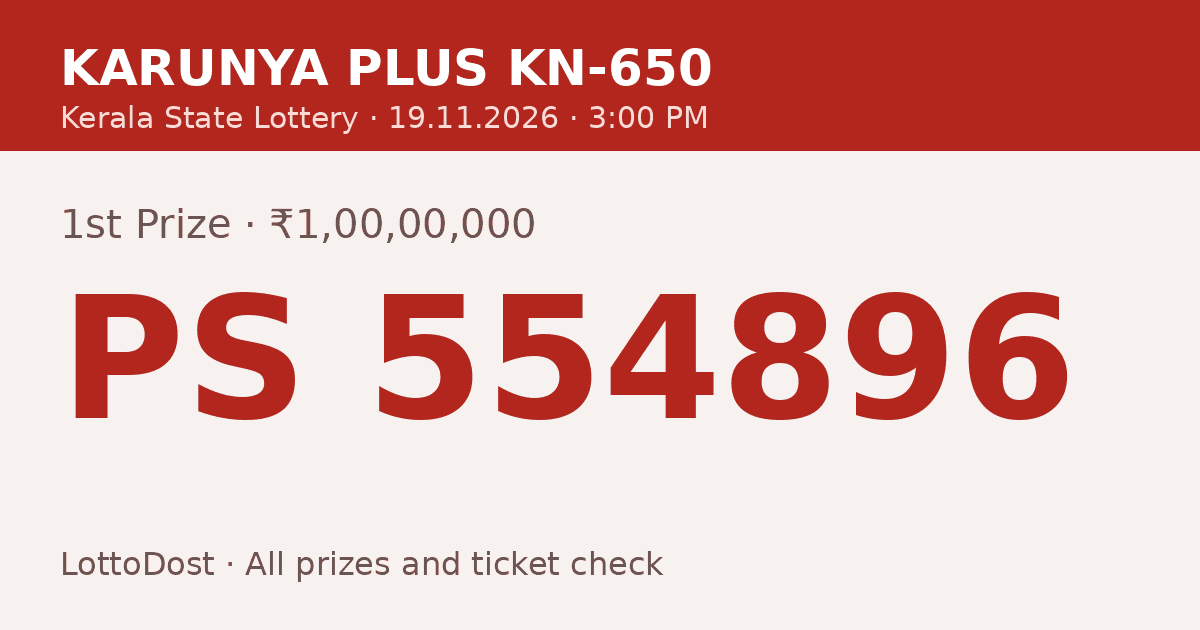 KARUNYA PLUS KN-650
Kerala State Lottery · 19.11.2026 · 3:00 PM
1st Prize · ₹1,00,00,000
PS 554896
LottoDost · All prizes and ticket check